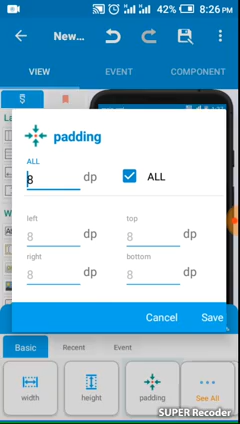 42% 8:26 PM
New...
VIEW EVENT COMPONENT
padding
ALL
8 dp ALL
left top
8 dp 8 dp
right bottom
8 dp 8 dp
Cancel Save
Basic Recent Event
width height padding See All
SUPER Recorder